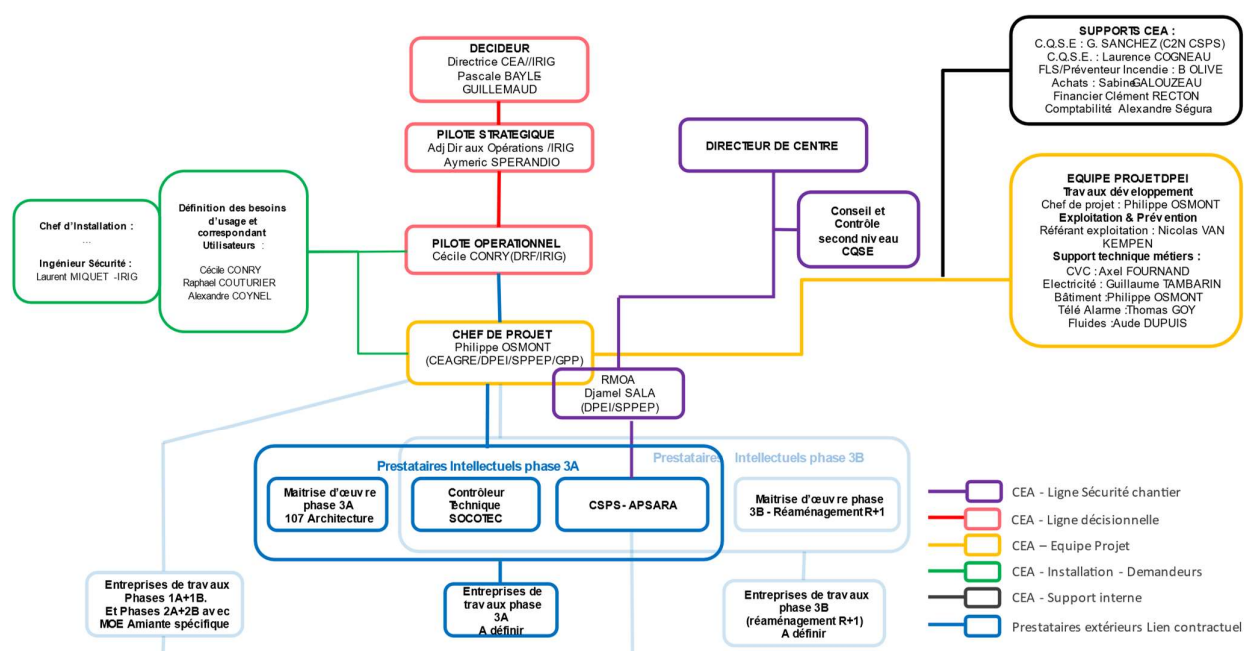 DECIDEUR
Directrice CEA//IRIG
Pascale BAYLE-
GUILLEMAUD
PILOTE STRATEGIQUE
Adj Dir aux Opérations /IRIG
Aymeric SPERANDIO
PILOTE OPERATIONNEL
Cécile CONRY(DRF/IRIG)
CHEF DE PROJET
Philippe OSMONT
(CEAGRE/DPEI/SPPEP/GPP)
Chef d'Installation :
...
Ingénieur Sécurité :
Laurent MIQUET -IRIG
Définition des besoins
d'usage et
correspondant
Utilisateurs :
Cécile CONRY
Raphael COUTURIER
Alexandre COYNEL
DIRECTEUR DE CENTRE
Conseil et
Contrôle
second niveau
CQSE
RMOA
Djamel SALA
(DPEI/SPPEP)
SUPPORTS CEA :
C.Q.S.E : G. SANCHEZ (C2N CSPS)
C.Q.S.E. : Laurence COGNEAU
FLS/Préventeur Incendie : B OLIVE
Achats : Sabine GALOUZEAU
Financier Clément RECTON
Comptabilité Alexandre Ségura
EQUIPE PROJET DPEI
Travaux développement
Chef de projet : Philippe OSMONT
Exploitation & Prévention
Référant exploitation : Nicolas VAN
KEMPEN
Support technique métiers :
CVC : Axel FOURNAND
Electricité : Guillaume TAMBARIN
Bâtiment :Philippe OSMONT
Télé Alarme :Thomas GOY
Fluides :Aude DUPUIS
Prestataires Intellectuels phase 3A
Prestataires Intellectuels phase 3B
Maitrise d'œuvre
phase 3A
107 Architecture
Contrôleur
Technique
SOCOTEC
CSPS- APSARA
Maitrise d'œuvre phase
3B - Réaménagement R+1
Entreprises de travaux
Phases 1A+1B.
Et Phases 2A+2B avec
MOE Amiante spécifique
Entreprises de
travaux phase
3A
A définir
Entreprises de travaux
phase 3B
(réaménagement R+1)
A définir
CEA - Ligne Sécurité chantier
CEA - Ligne décisionnelle
CEA – Equipe Projet
CEA - Installation - Demandeurs
CEA - Support interne
Prestataires extérieurs Lien contractuel